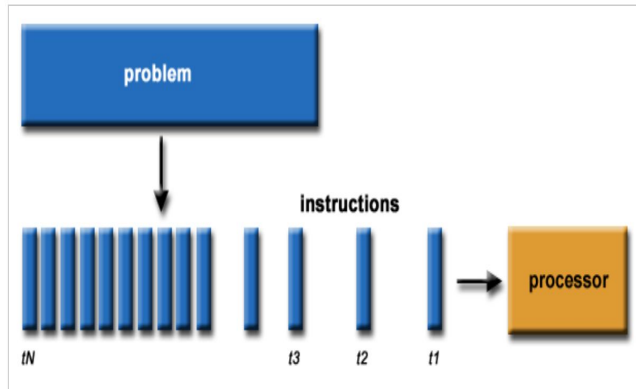 problem
instructions
processor
tN
t3
t2
t1